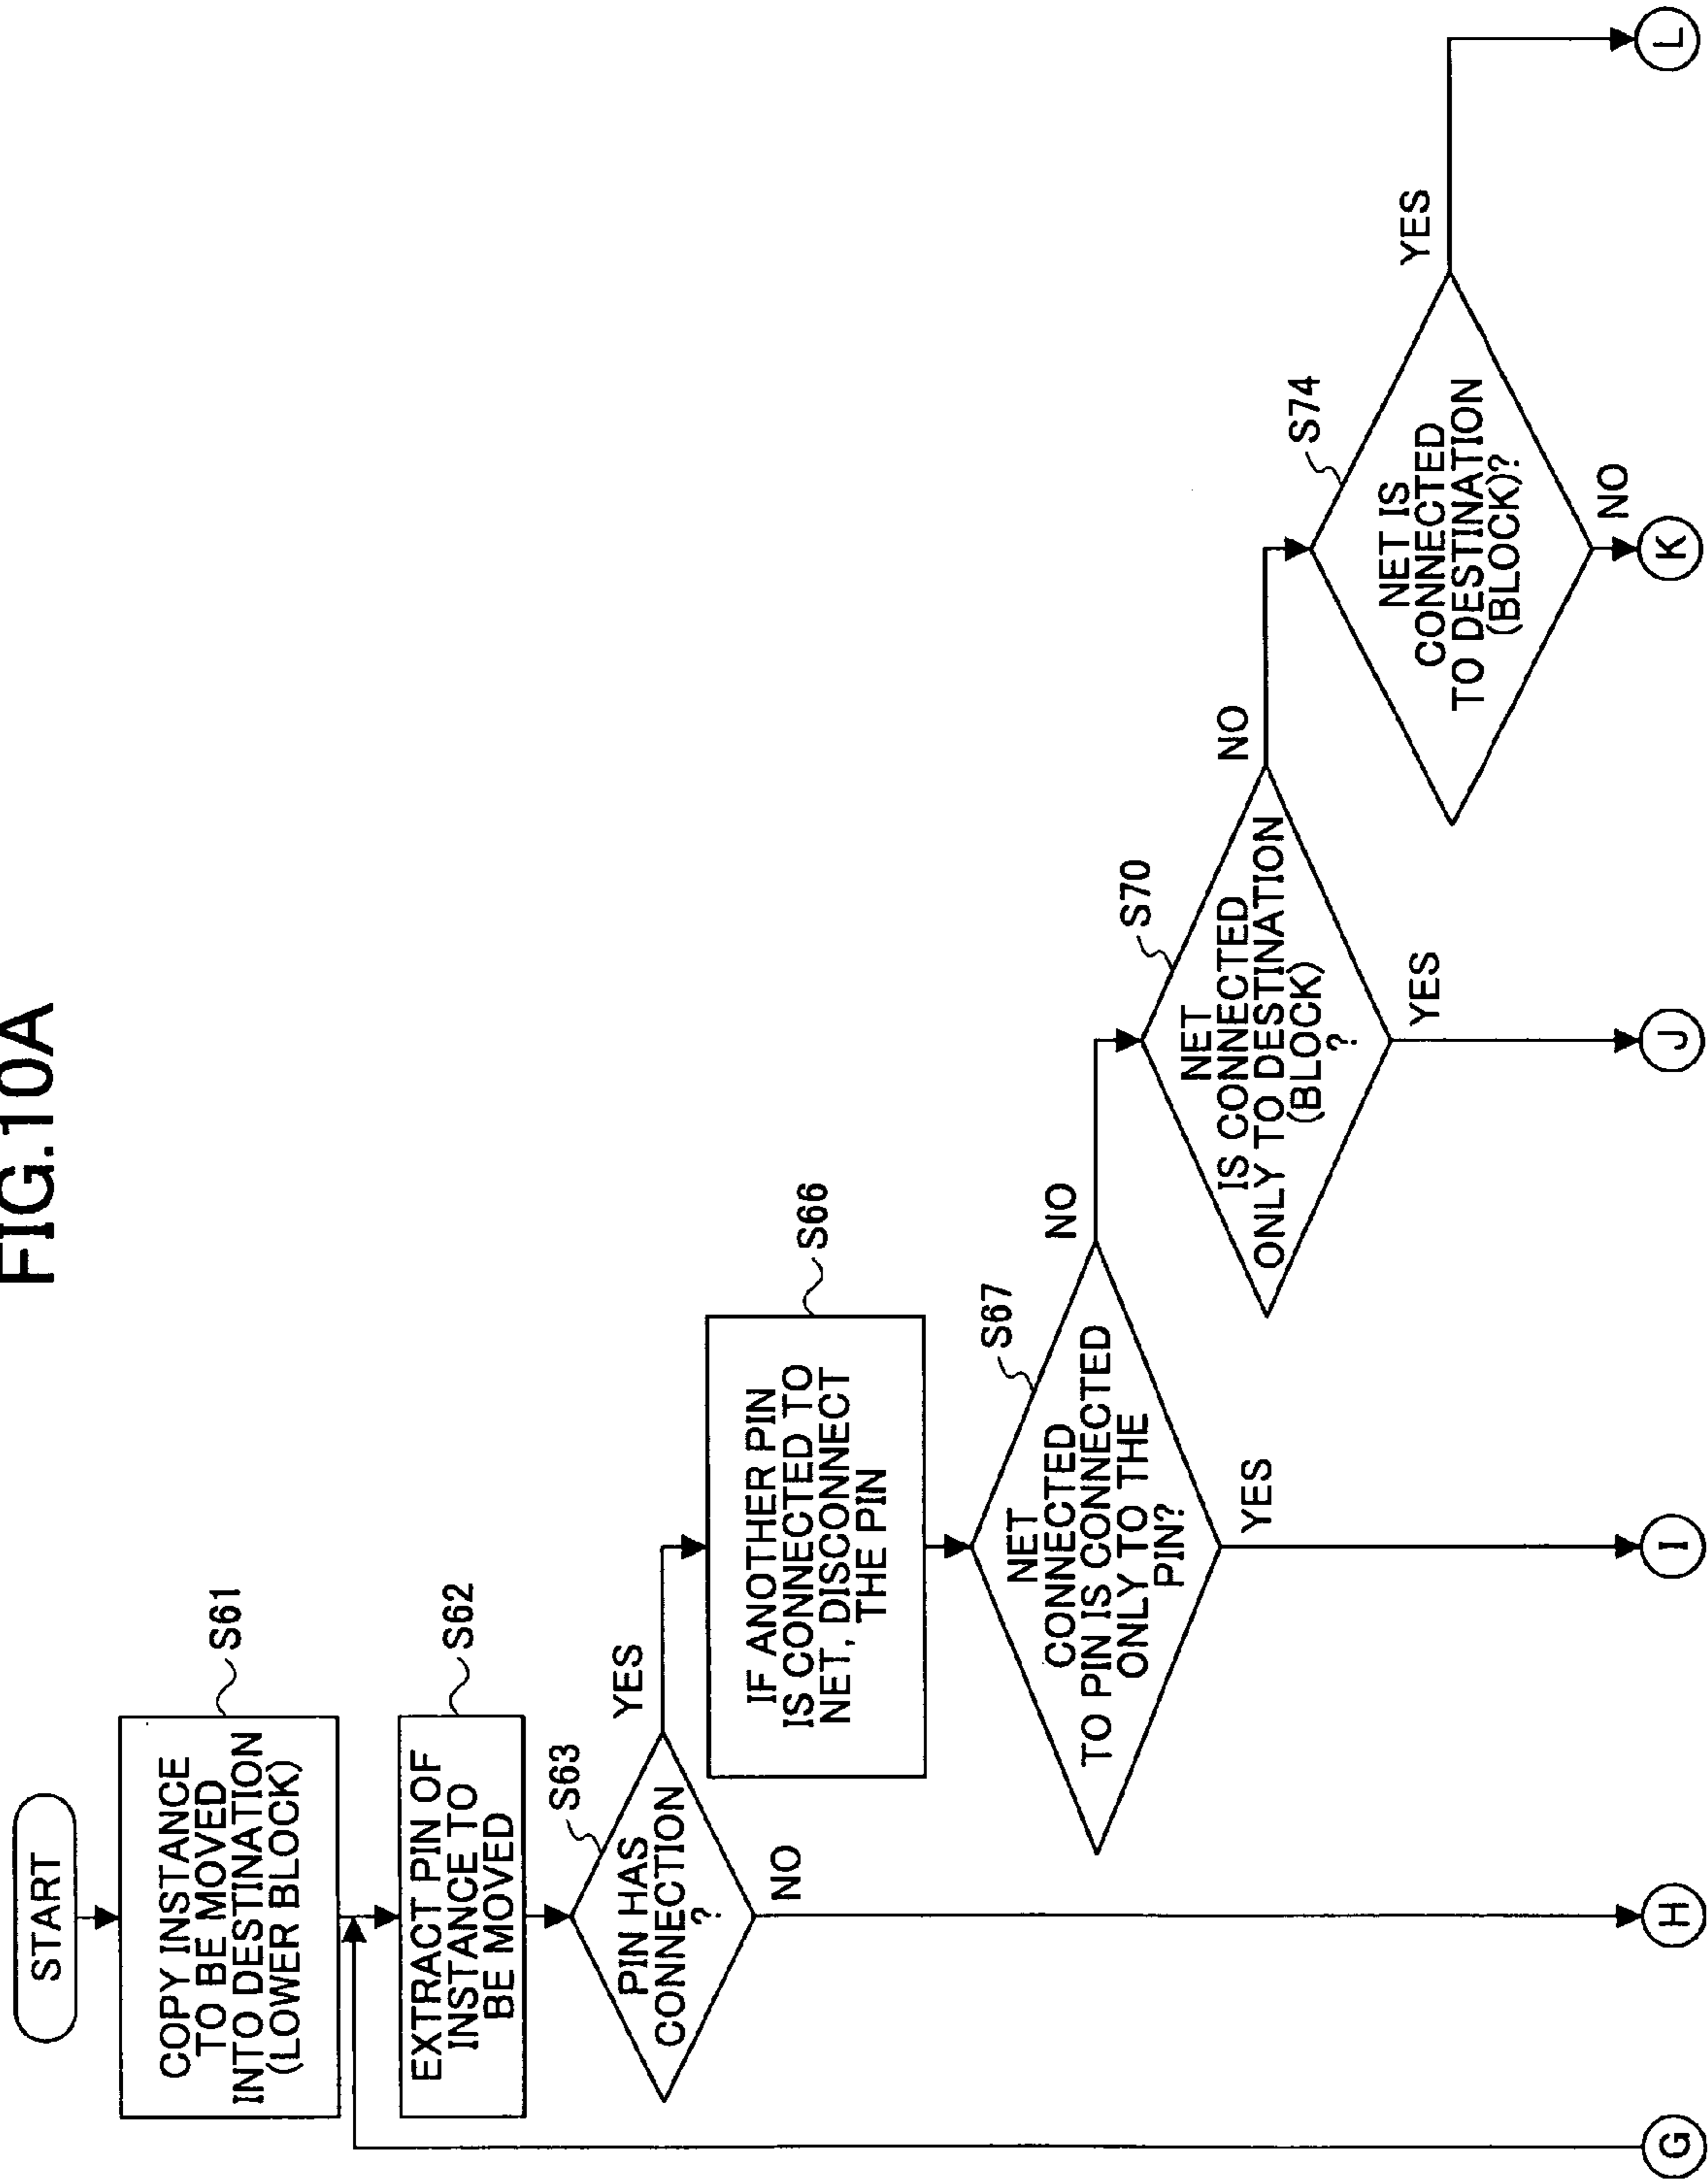 FIG.10A
START
COPY INSTANCE
TO BE MOVED
INTO DESTINATION
(LOWER BLOCK)
S61
EXTRACT PIN OF
INSTANCE TO
BE MOVED
S62
PIN HAS
CONNECTION
?
S63
YES
NO
IF ANOTHER PIN
IS CONNECTED TO
NET, DISCONNECT
THE PIN
S66
NET
CONNECTED
TO PIN IS CONNECTED
ONLY TO THE
PIN?
S67
NO
YES
NET
IS CONNECTED
ONLY TO DESTINATION
(BLOCK)
?
S70
NO
YES
NET IS
CONNECTED
TO DESTINATION
(BLOCK)?
S74
YES
NO
G
H
I
J
K
L